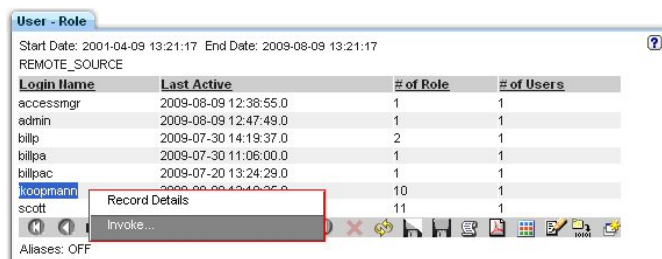 User - Role
Start Date: 2001-04-09 13:21:17 End Date: 2009-08-09 13:21:17
REMOTE_SOURCE
Login Name Last Active # of Role # of Users
accessmgr 2009-08-09 12:38:55.0 1 1
admin 2009-08-09 12:47:49.0 1 1
billp 2009-07-30 14:19:37.0 2 1
billpa 2009-07-30 11:06:00.0 1 1
billpac 2009-07-20 13:24:29.0 1 1
jkoopmann 10 1
Record Details
scott 11 1
Invoke...
Aliases: OFF